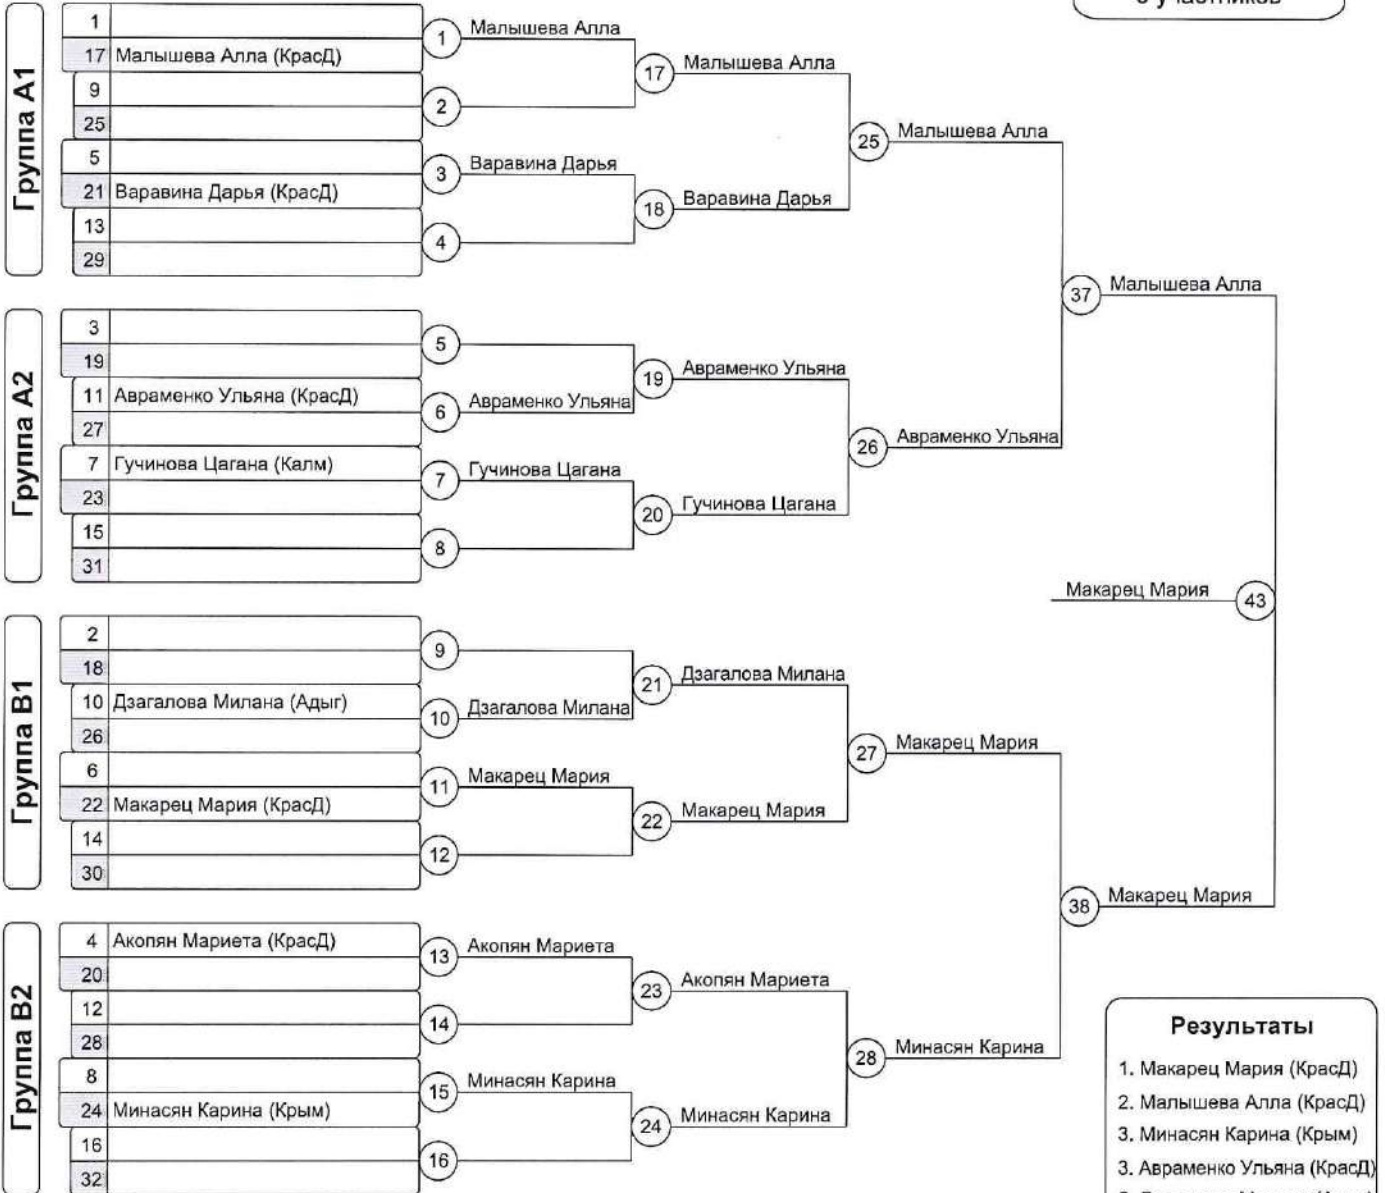 участников
Группа A1
1
17 Малышева Алла (КрасД)
9
25
5
21 Варавина Дарья (КрасД)
13
29
1 Малышева Алла
2
3 Варавина Дарья
4
17 Малышева Алла
18 Варавина Дарья
25 Малышева Алла
Группа A2
3
19
11 Авраменко Ульяна (КрасД)
27
7 Гучинова Цагана (Калм)
23
15
31
5
6 Авраменко Ульяна
7 Гучинова Цагана
8
19 Авраменко Ульяна
20 Гучинова Цагана
26 Авраменко Ульяна
37 Малышева Алла
Макарец Мария 43
Группа B1
2
18
10 Дзагалова Милана (Адыг)
26
6
22 Макарец Мария (КрасД)
14
30
9
10 Дзагалова Милана
11 Макарец Мария
12
21 Дзагалова Милана
22 Макарец Мария
27 Макарец Мария
38 Макарец Мария
Группа B2
4 Акопян Мариета (КрасД)
20
12
28
8
24 Минасян Карина (Крым)
16
32
13 Акопян Мариета
14
15 Минасян Карина
16
23 Акопян Мариета
24 Минасян Карина
28 Минасян Карина
Результаты
1. Макарец Мария (КрасД)
2. Малышева Алла (КрасД)
3. Минасян Карина (Крым)
3. Авраменко Ульяна (КрасД)